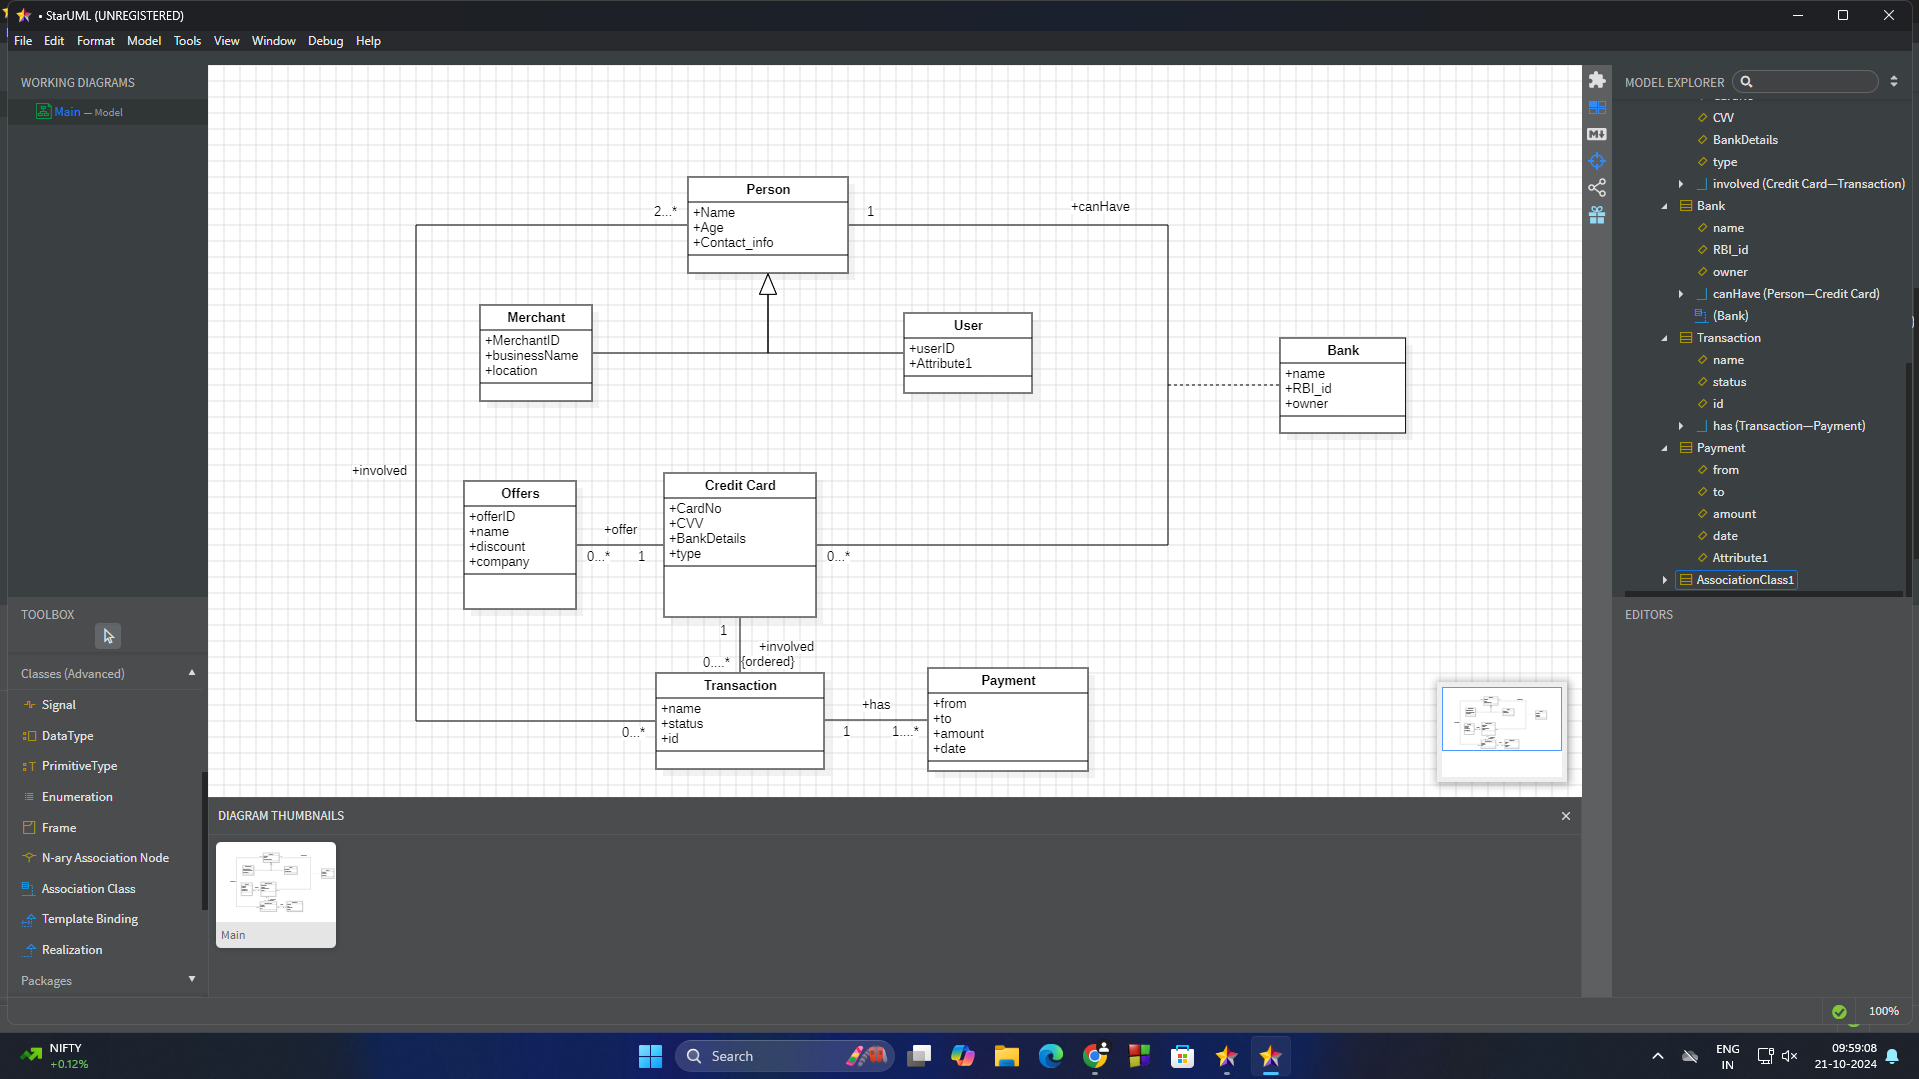 • StarUML (UNREGISTERED)
File Edit Format Model Tools View Window Debug Help
WORKING DIAGRAMS
Main — Model
TOOLBOX
Classes (Advanced)
Signal
DataType
PrimitiveType
Enumeration
Frame
N-ary Association Node
Association Class
Template Binding
Realization
Packages
Person
+Name
+Age
+Contact_info
2...*
1
+canHave
Merchant
+MerchantID
+businessName
+location
User
+userID
+Attribute1
Bank
+name
+RBI_id
+owner
+involved
Offers
+offerID
+name
+discount
+company
+offer
0...*
1
Credit Card
+CardNo
+CVV
+BankDetails
+type
0...*
1
+involved
0....*
{ordered}
Transaction
+name
+status
+id
0...*
+has
1
1....*
Payment
+from
+to
+amount
+date
DIAGRAM THUMBNAILS
Main
MODEL EXPLORER
CVV
BankDetails
type
involved (Credit Card—Transaction)
Bank
name
RBI_id
owner
canHave (Person—Credit Card)
(Bank)
Transaction
name
status
id
has (Transaction—Payment)
Payment
from
to
amount
date
Attribute1
AssociationClass1
EDITORS
100%
NIFTY
+0.12%
Search
ENG
IN
09:59:08
21-10-2024